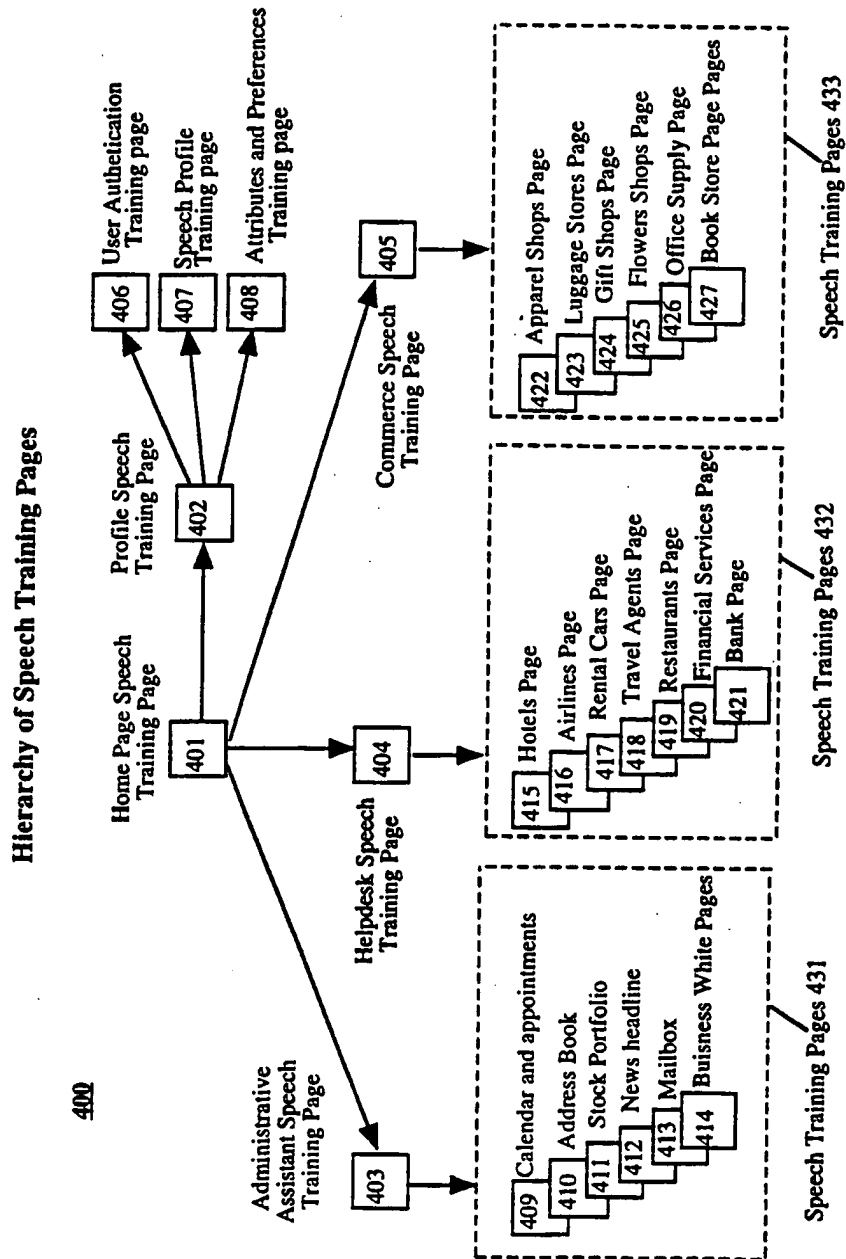 Hierarchy of Speech Training Pages
400
Home Page Speech
Training Page
401
Profile Speech
Training Page
402
406
User Authetication
Training page
407
Speech Profile
Training page
408
Attributes and Preferences
Training page
Administrative
Assistant Speech
Training Page
403
Helpdesk Speech
Training Page
404
Commerce Speech
Training Page
405
409 Calendar and appointments
410 Address Book
411 Stock Portfolio
412 News headline
413 Mailbox
414 Buisness White Pages
Speech Training Pages 431
415 Hotels Page
416 Airlines Page
417 Rental Cars Page
418 Travel Agents Page
419 Restaurants Page
420 Financial Services Page
421 Bank Page
Speech Training Pages 432
422 Apparel Shops Page
423 Luggage Stores Page
424 Gift Shops Page
425 Flowers Shops Page
426 Office Supply Page
427 Book Store Page Pages
Speech Training Pages 433